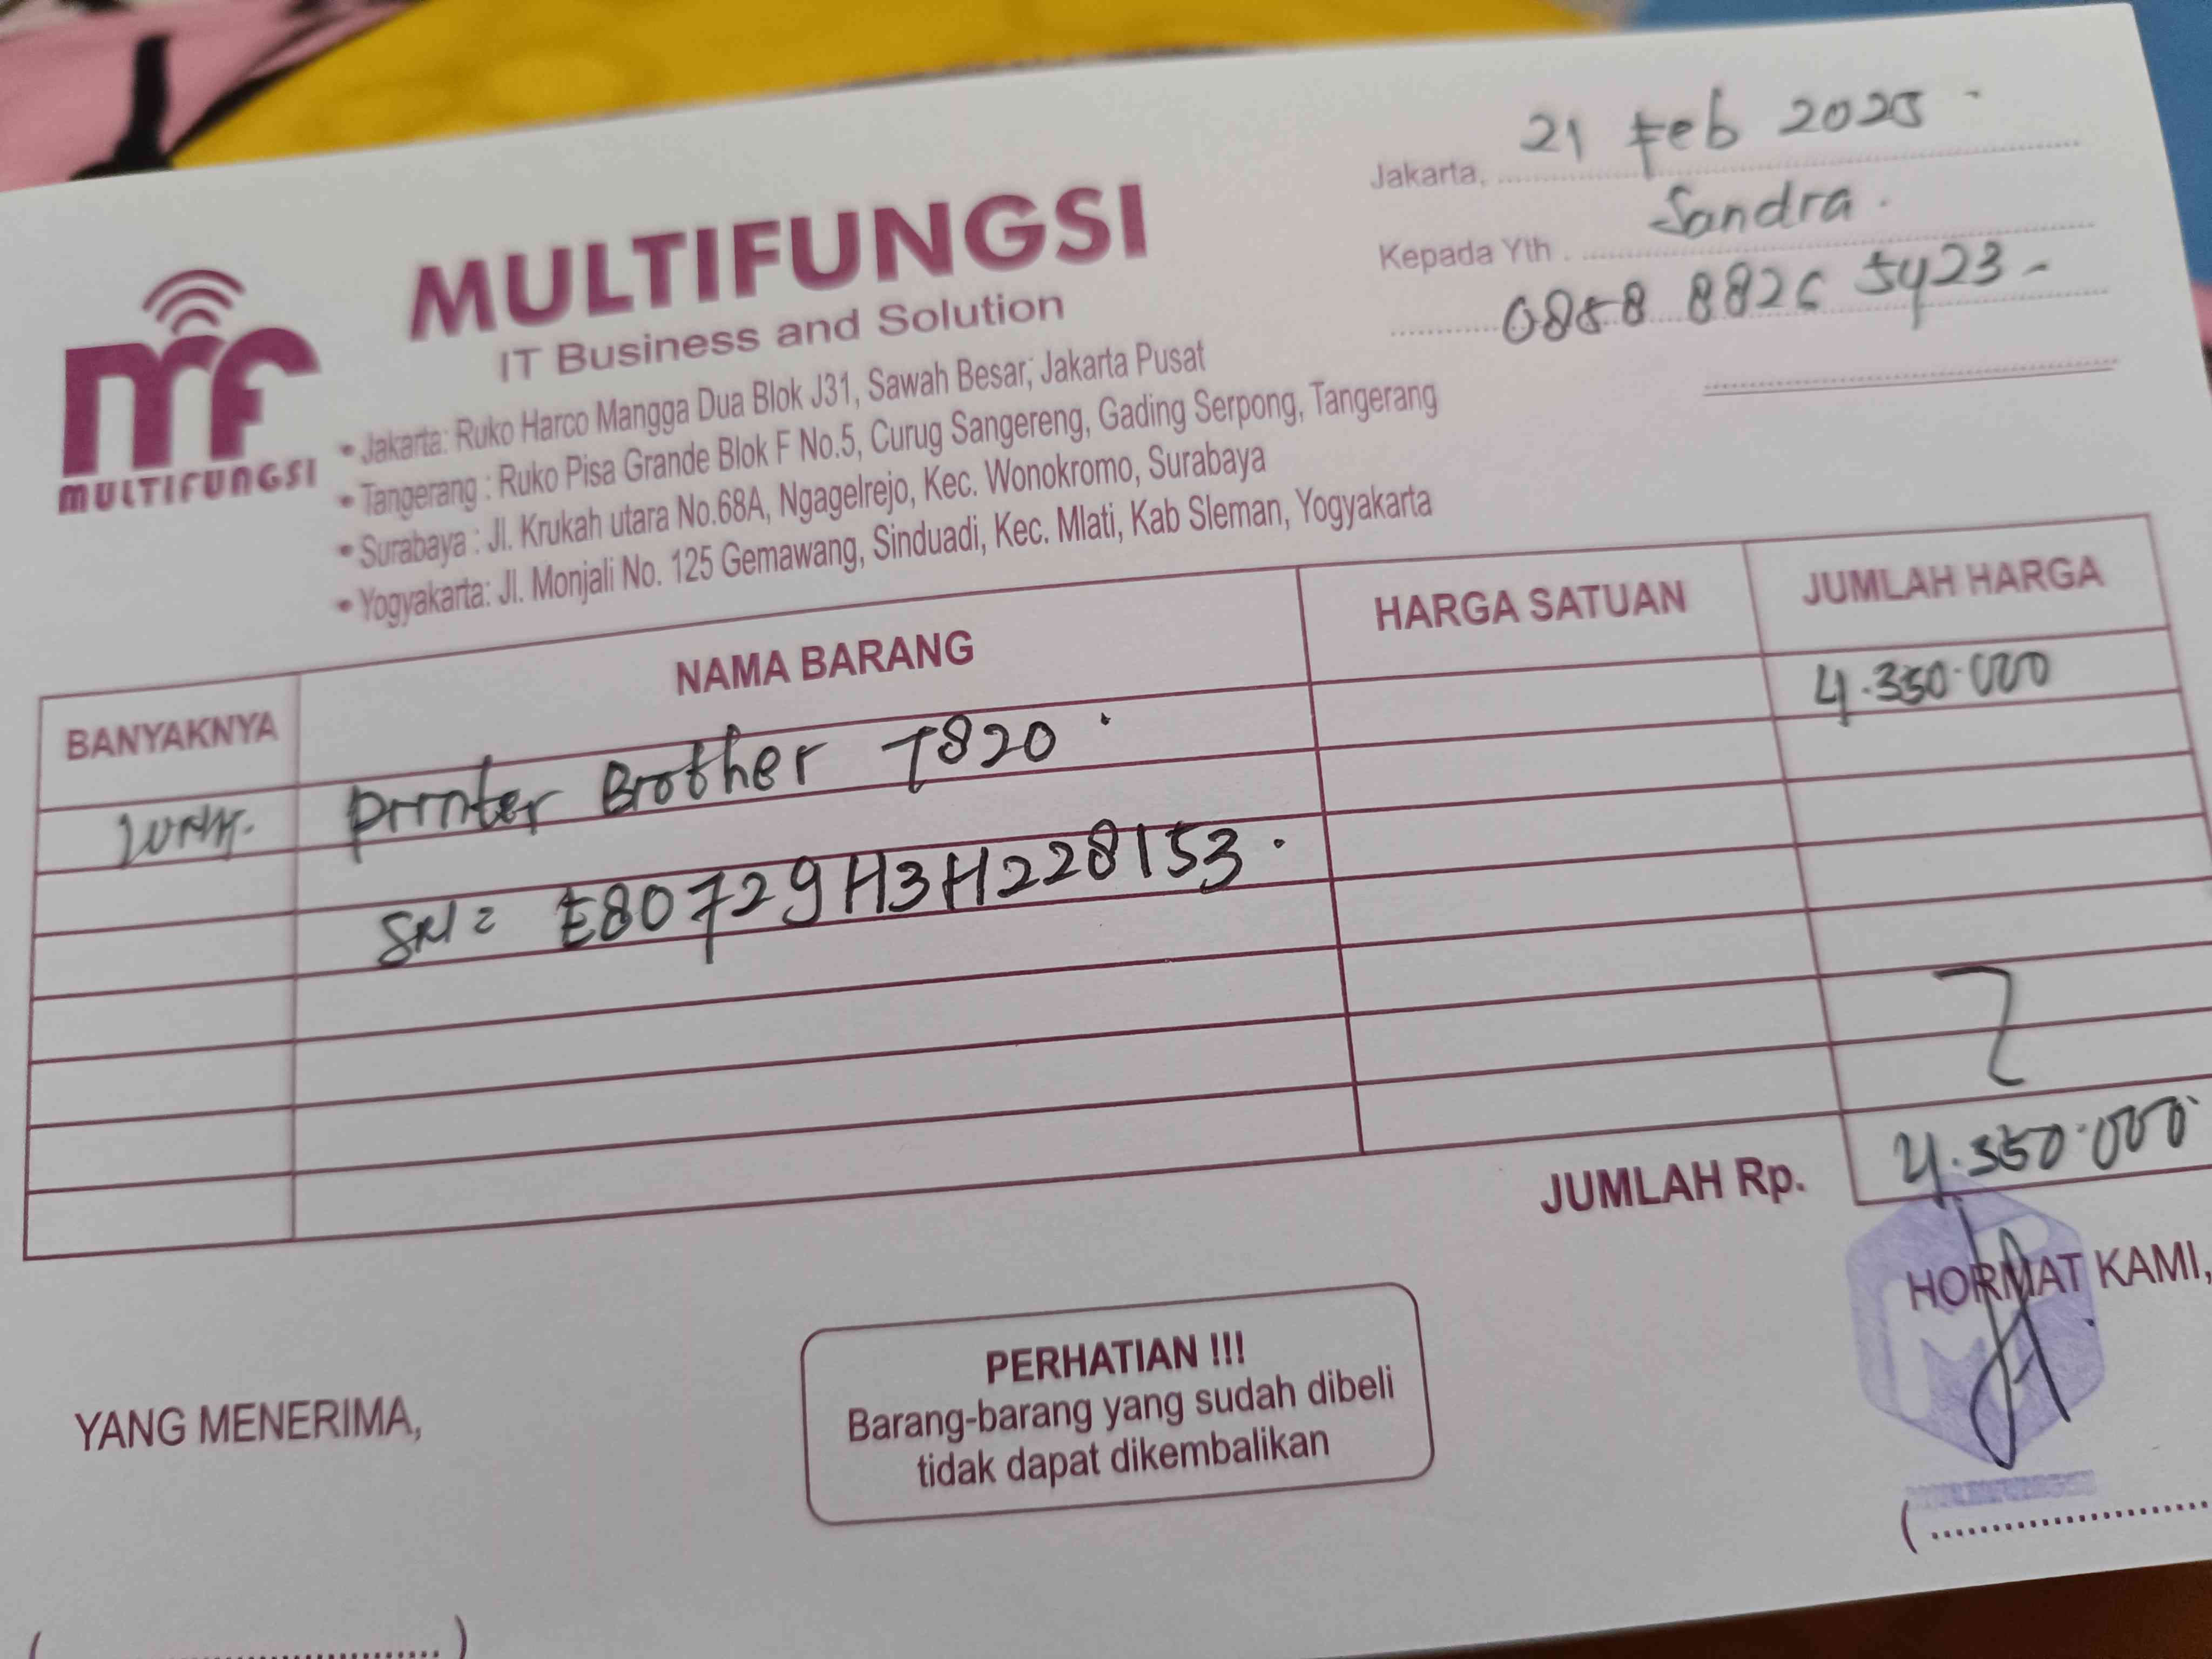 MULTIFUNGSI
IT Business and Solution
MULTIFUNGSI
• Jakarta: Ruko Harco Mangga Dua Blok J31, Sawah Besar, Jakarta Pusat
• Tangerang : Ruko Pisa Grande Blok F No.5, Curug Sangereng, Gading Serpong, Tangerang
• Surabaya : Jl. Krukah utara No.68A, Ngagelrejo, Kec. Wonokromo, Surabaya
• Yogyakarta: Jl. Monjali No. 125 Gemawang, Sinduadi, Kec. Mlati, Kab Sleman, Yogyakarta
Jakarta, 21 Feb 2025
Kepada Yth . Sandra.
0858 8826 5423 -
BANYAKNYA NAMA BARANG HARGA SATUAN JUMLAH HARGA
1 Unit. Printer Brother T820. 4.350.000
SN = E80729H3H228153.
JUMLAH Rp. 4.350.000
HORMAT KAMI,
YANG MENERIMA,
PERHATIAN !!!
Barang-barang yang sudah dibeli
tidak dapat dikembalikan